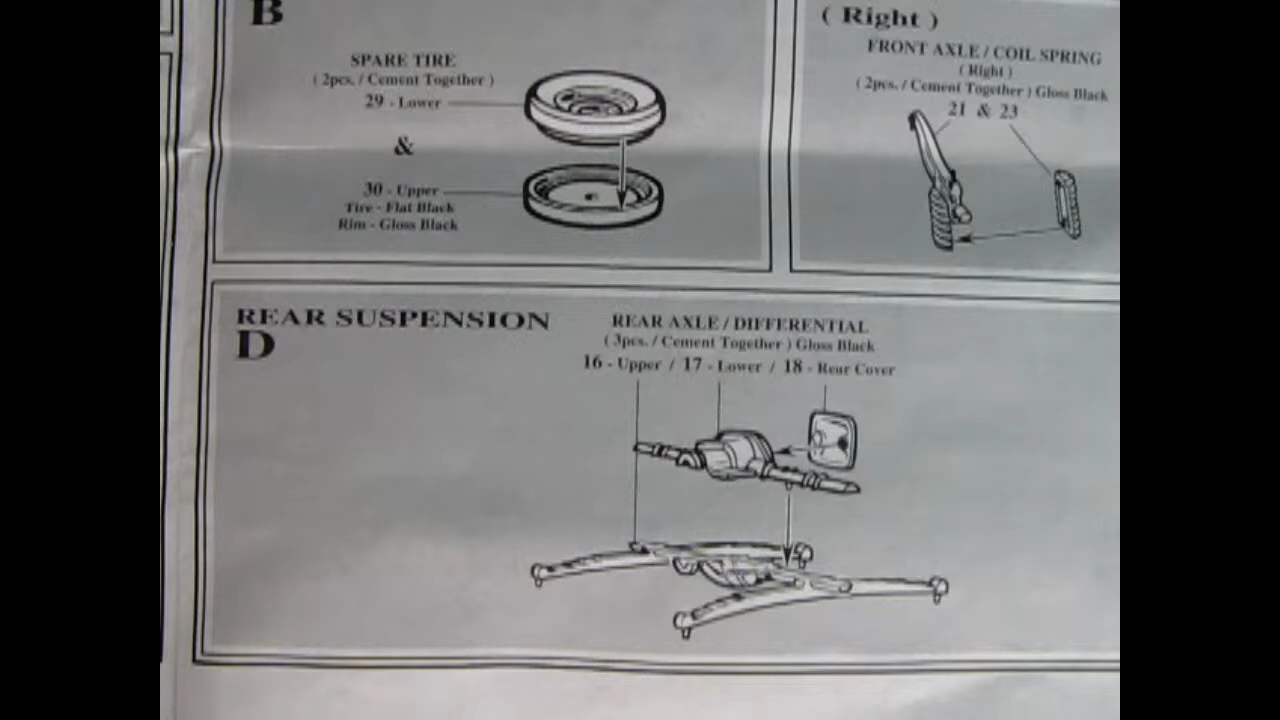 B
SPARE TIRE
( 2pcs. / Cement Together )
29 - Lower
&
30 - Upper
Tire - Flat Black
Rim - Gloss Black
( Right )
FRONT AXLE / COIL SPRING
( Right )
( 2pcs. / Cement Together ) Gloss Black
21 & 23
REAR SUSPENSION
D
REAR AXLE / DIFFERENTIAL
( 3pcs. / Cement Together ) Gloss Black
16 - Upper / 17 - Lower / 18 - Rear Cover